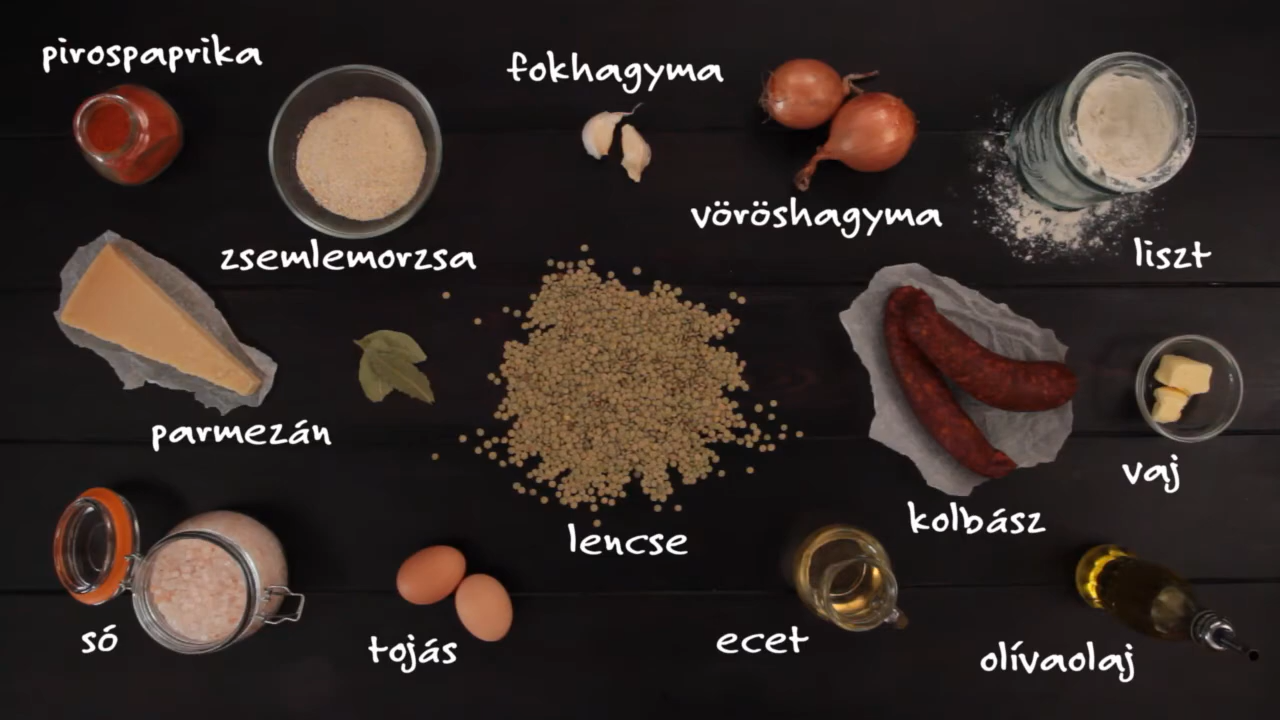 pirospaprika
fokhagyma
vöröshagyma
zsemlemorzsa
liszt
parmezán
vaj
kolbász
lencse
só
tojás
ecet
olívaolaj